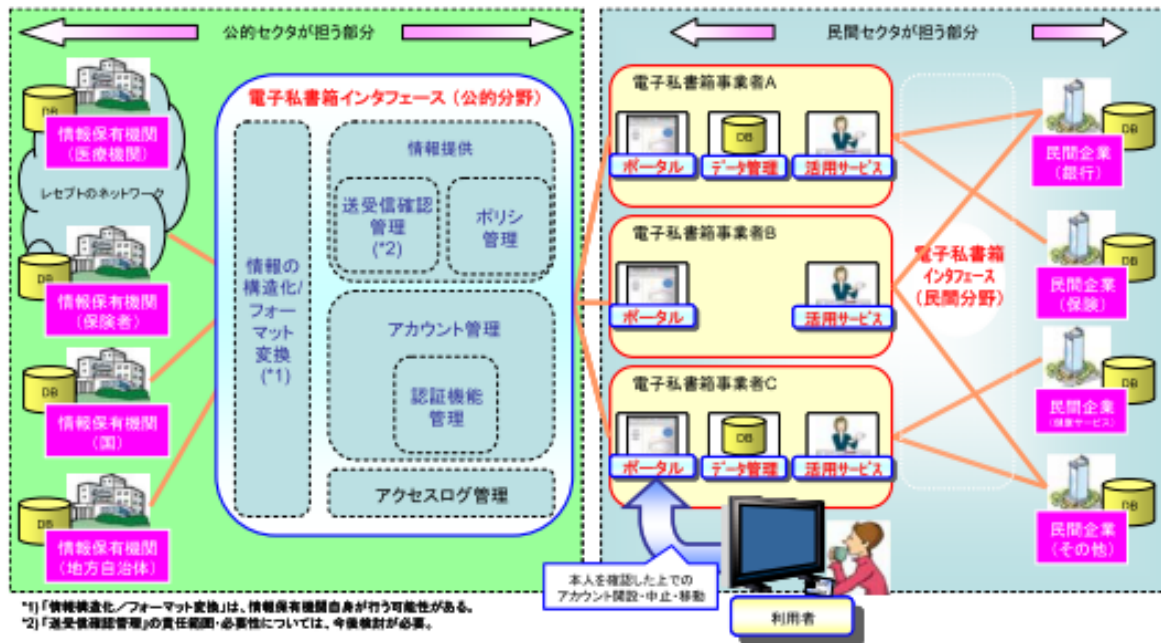 公的セクタが担う部分
民間セクタが担う部分
DB
情報保有機関
(医療機関)
レセプトのネットワーク
DB
情報保有機関
(保険者)
DB
情報保有機関
(国)
DB
情報保有機関
(地方自治体)
電子私書箱インタフェース(公的分野)
情報の
構造化/
フォー
マット
変換
(*1)
情報提供
送受信確認
管理
(*2)
ポリシ
管理
アカウント管理
認証機能
管理
アクセスログ管理
電子私書箱事業者A
DB
ポータル
データ管理
活用サービス
電子私書箱事業者B
ポータル
活用サービス
電子私書箱事業者C
DB
ポータル
データ管理
活用サービス
電子私書箱
インタフェース
(民間分野)
DB
民間企業
(銀行)
DB
民間企業
(保険)
DB
民間企業
(健康サービス)
DB
民間企業
(その他)
本人を確認した上での
アカウント開設・中止・移動
利用者
*1)「情報構造化/フォーマット変換」は、情報保有機関自身が行う可能性がある。
*2)「送受信確認管理」の責任範囲・必要性については、今後検討が必要。